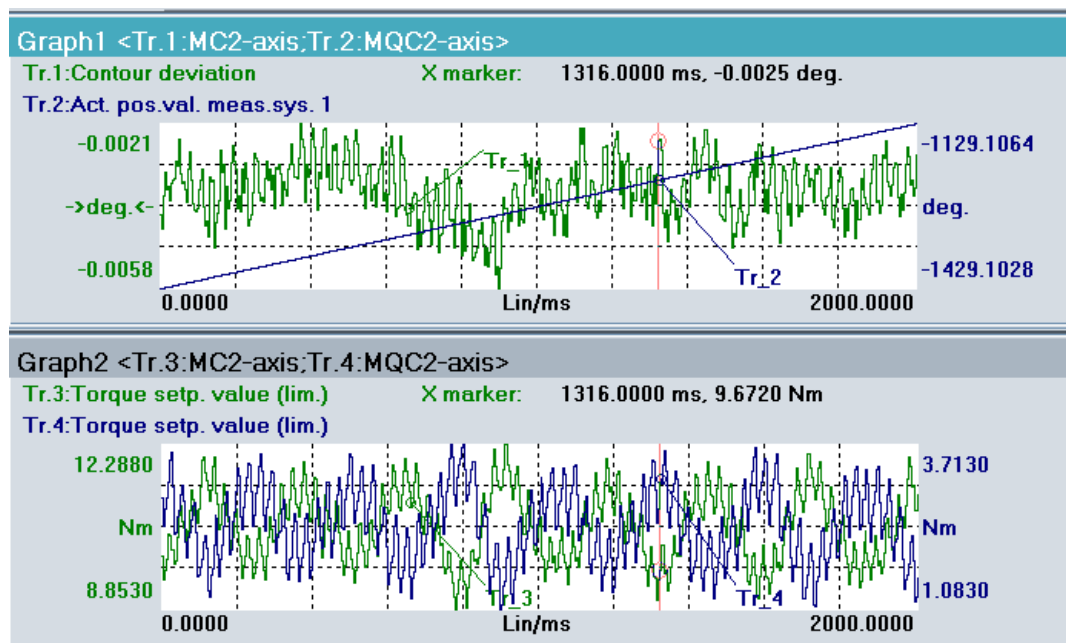 Graph1 <Tr.1:MC2-axis;Tr.2:MQC2-axis>
Tr.1:Contour deviation X marker: 1316.0000 ms, -0.0025 deg.
Tr.2:Act. pos.val. meas.sys. 1
-0.0021 -1129.1064
Tr_1
->deg.<- deg.
-0.0058 Tr_2 -1429.1028
0.0000 Lin/ms 2000.0000
Graph2 <Tr.3:MC2-axis;Tr.4:MQC2-axis>
Tr.3:Torque setp. value (lim.) X marker: 1316.0000 ms, 9.6720 Nm
Tr.4:Torque setp. value (lim.)
12.2880 3.7130
Nm Nm
8.8530 Tr_3 Tr_4 1.0830
0.0000 Lin/ms 2000.0000